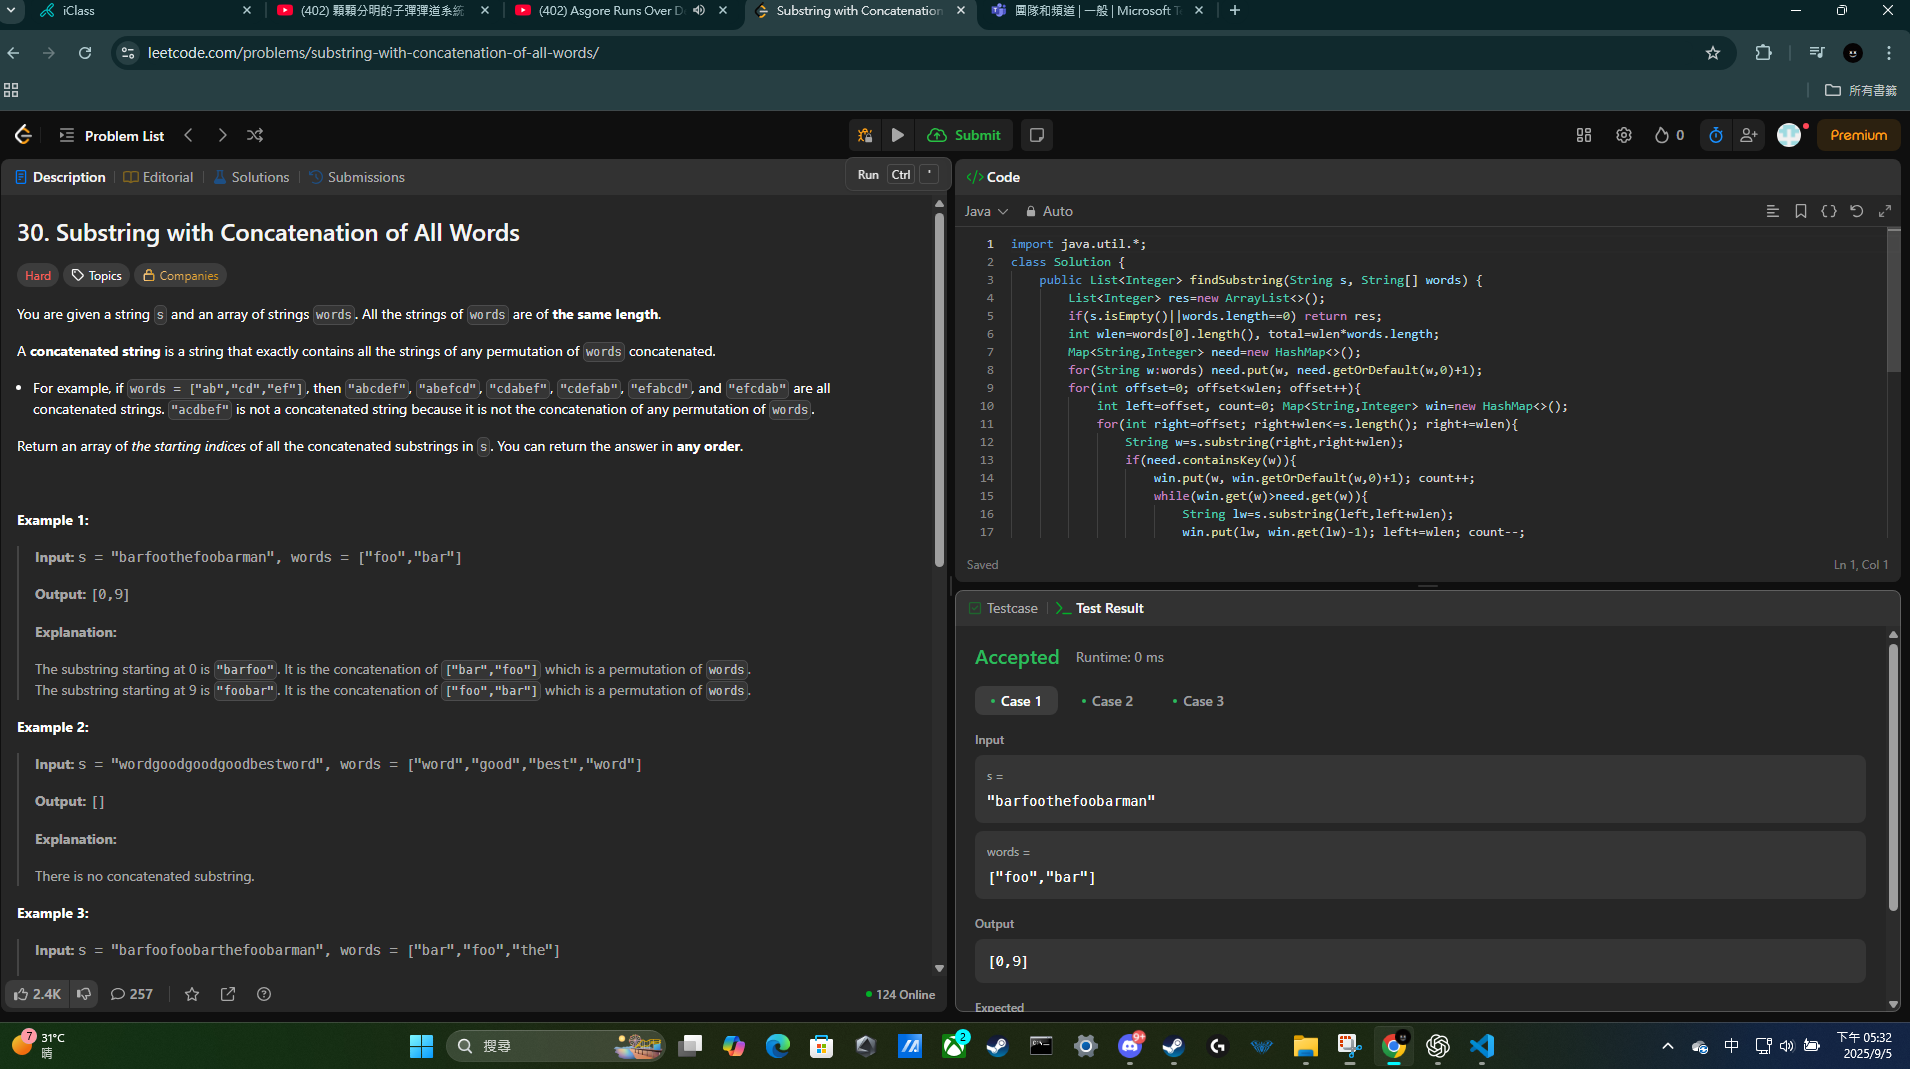 iClass
(402) 顆顆分明的子彈彈道系統
(402) Asgore Runs Over D
Substring with Concatenation
團隊和頻道 | 一般 | Microsoft T
leetcode.com/problems/substring-with-concatenation-of-all-words/
所有書籤
Problem List
Submit
0
Premium
Description
Editorial
Solutions
Submissions
Run Ctrl '
30. Substring with Concatenation of All Words
Hard
Topics
Companies
You are given a string s and an array of strings words. All the strings of words are of the same length.
A concatenated string is a string that exactly contains all the strings of any permutation of words concatenated.
• For example, if words = ["ab","cd","ef"], then "abcdef", "abefcd", "cdabef", "cdefab", "efabcd", and "efcdab" are all
concatenated strings. "acdbef" is not a concatenated string because it is not the concatenation of any permutation of words.
Return an array of the starting indices of all the concatenated substrings in s. You can return the answer in any order.
Example 1:
Input: s = "barfoothefoobarman", words = ["foo","bar"]
Output: [0,9]
Explanation:
The substring starting at 0 is "barfoo". It is the concatenation of ["bar","foo"] which is a permutation of words.
The substring starting at 9 is "foobar". It is the concatenation of ["foo","bar"] which is a permutation of words.
Example 2:
Input: s = "wordgoodgoodgoodbestword", words = ["word","good","best","word"]
Output: []
Explanation:
There is no concatenated substring.
Example 3:
Input: s = "barfoofoobarthefoobarman", words = ["bar","foo","the"]
2.4K
257
124 Online
</> Code
Java
Auto
1 import java.util.*;
2 class Solution {
3 public List<Integer> findSubstring(String s, String[] words) {
4 List<Integer> res=new ArrayList<>();
5 if(s.isEmpty()||words.length==0) return res;
6 int wlen=words[0].length(), total=wlen*words.length;
7 Map<String,Integer> need=new HashMap<>();
8 for(String w:words) need.put(w, need.getOrDefault(w,0)+1);
9 for(int offset=0; offset<wlen; offset++){
10 int left=offset, count=0; Map<String,Integer> win=new HashMap<>();
11 for(int right=offset; right+wlen<=s.length(); right+=wlen){
12 String w=s.substring(right,right+wlen);
13 if(need.containsKey(w)){
14 win.put(w, win.getOrDefault(w,0)+1); count++;
15 while(win.get(w)>need.get(w)){
16 String lw=s.substring(left,left+wlen);
17 win.put(lw, win.get(lw)-1); left+=wlen; count--;
Saved
Ln 1, Col 1
Testcase
Test Result
Accepted
Runtime: 0 ms
Case 1
Case 2
Case 3
Input
s =
"barfoothefoobarman"
words =
["foo","bar"]
Output
[0,9]
Expected
7
31°C
晴
搜尋
2
9+
中
下午 05:32
2025/9/5